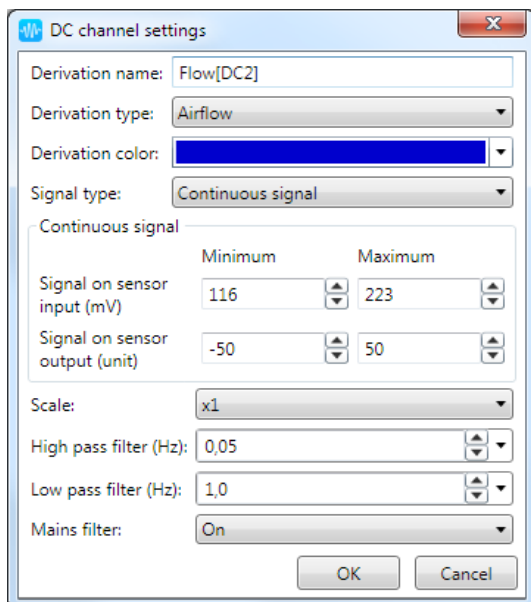 DC channel settings
Derivation name: Flow[DC2]
Derivation type: Airflow
Derivation color:
Signal type: Continuous signal
Continuous signal
Minimum Maximum
Signal on sensor
input (mV) 116 223
Signal on sensor
output (unit) -50 50
Scale: x1
High pass filter (Hz): 0,05
Low pass filter (Hz): 1,0
Mains filter: On
OK Cancel